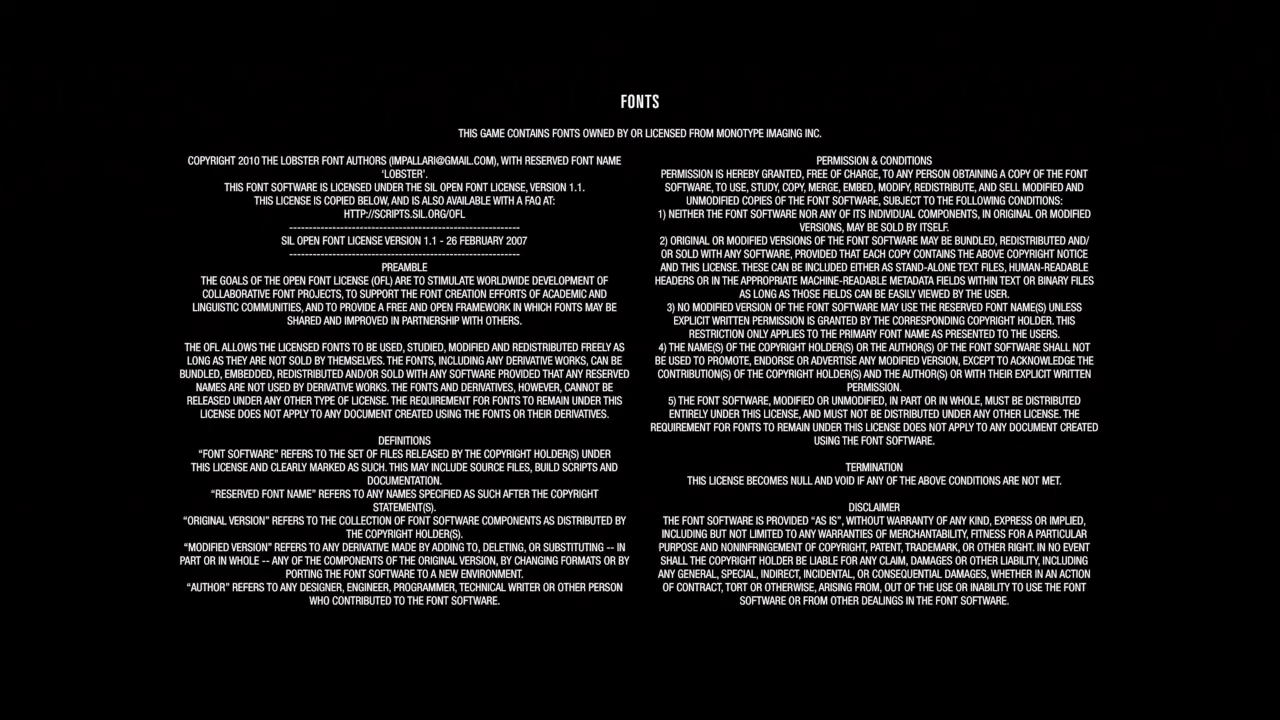 FONTS
THIS GAME CONTAINS FONTS OWNED BY OR LICENSED FROM MONOTYPE IMAGING INC.
COPYRIGHT 2010 THE LOBSTER FONT AUTHORS (IMPALLARI@GMAIL.COM), WITH RESERVED FONT NAME
‘LOBSTER’.
THIS FONT SOFTWARE IS LICENSED UNDER THE SIL OPEN FONT LICENSE, VERSION 1.1.
THIS LICENSE IS COPIED BELOW, AND IS ALSO AVAILABLE WITH A FAQ AT:
HTTP://SCRIPTS.SIL.ORG/OFL
-----------------------------------------------------------
SIL OPEN FONT LICENSE VERSION 1.1 - 26 FEBRUARY 2007
-----------------------------------------------------------
PREAMBLE
THE GOALS OF THE OPEN FONT LICENSE (OFL) ARE TO STIMULATE WORLDWIDE DEVELOPMENT OF
COLLABORATIVE FONT PROJECTS, TO SUPPORT THE FONT CREATION EFFORTS OF ACADEMIC AND
LINGUISTIC COMMUNITIES, AND TO PROVIDE A FREE AND OPEN FRAMEWORK IN WHICH FONTS MAY BE
SHARED AND IMPROVED IN PARTNERSHIP WITH OTHERS.
THE OFL ALLOWS THE LICENSED FONTS TO BE USED, STUDIED, MODIFIED AND REDISTRIBUTED FREELY AS
LONG AS THEY ARE NOT SOLD BY THEMSELVES. THE FONTS, INCLUDING ANY DERIVATIVE WORKS, CAN BE
BUNDLED, EMBEDDED, REDISTRIBUTED AND/OR SOLD WITH ANY SOFTWARE PROVIDED THAT ANY RESERVED
NAMES ARE NOT USED BY DERIVATIVE WORKS. THE FONTS AND DERIVATIVES, HOWEVER, CANNOT BE
RELEASED UNDER ANY OTHER TYPE OF LICENSE. THE REQUIREMENT FOR FONTS TO REMAIN UNDER THIS
LICENSE DOES NOT APPLY TO ANY DOCUMENT CREATED USING THE FONTS OR THEIR DERIVATIVES.
DEFINITIONS
“FONT SOFTWARE” REFERS TO THE SET OF FILES RELEASED BY THE COPYRIGHT HOLDER(S) UNDER
THIS LICENSE AND CLEARLY MARKED AS SUCH. THIS MAY INCLUDE SOURCE FILES, BUILD SCRIPTS AND
DOCUMENTATION.
“RESERVED FONT NAME” REFERS TO ANY NAMES SPECIFIED AS SUCH AFTER THE COPYRIGHT
STATEMENT(S).
“ORIGINAL VERSION” REFERS TO THE COLLECTION OF FONT SOFTWARE COMPONENTS AS DISTRIBUTED BY
THE COPYRIGHT HOLDER(S).
“MODIFIED VERSION” REFERS TO ANY DERIVATIVE MADE BY ADDING TO, DELETING, OR SUBSTITUTING -- IN
PART OR IN WHOLE -- ANY OF THE COMPONENTS OF THE ORIGINAL VERSION, BY CHANGING FORMATS OR BY
PORTING THE FONT SOFTWARE TO A NEW ENVIRONMENT.
“AUTHOR” REFERS TO ANY DESIGNER, ENGINEER, PROGRAMMER, TECHNICAL WRITER OR OTHER PERSON
WHO CONTRIBUTED TO THE FONT SOFTWARE.
PERMISSION & CONDITIONS
PERMISSION IS HEREBY GRANTED, FREE OF CHARGE, TO ANY PERSON OBTAINING A COPY OF THE FONT
SOFTWARE, TO USE, STUDY, COPY, MERGE, EMBED, MODIFY, REDISTRIBUTE, AND SELL MODIFIED AND
UNMODIFIED COPIES OF THE FONT SOFTWARE, SUBJECT TO THE FOLLOWING CONDITIONS:
1) NEITHER THE FONT SOFTWARE NOR ANY OF ITS INDIVIDUAL COMPONENTS, IN ORIGINAL OR MODIFIED
VERSIONS, MAY BE SOLD BY ITSELF.
2) ORIGINAL OR MODIFIED VERSIONS OF THE FONT SOFTWARE MAY BE BUNDLED, REDISTRIBUTED AND/
OR SOLD WITH ANY SOFTWARE, PROVIDED THAT EACH COPY CONTAINS THE ABOVE COPYRIGHT NOTICE
AND THIS LICENSE. THESE CAN BE INCLUDED EITHER AS STAND-ALONE TEXT FILES, HUMAN-READABLE
HEADERS OR IN THE APPROPRIATE MACHINE-READABLE METADATA FIELDS WITHIN TEXT OR BINARY FILES
AS LONG AS THOSE FIELDS CAN BE EASILY VIEWED BY THE USER.
3) NO MODIFIED VERSION OF THE FONT SOFTWARE MAY USE THE RESERVED FONT NAME(S) UNLESS
EXPLICIT WRITTEN PERMISSION IS GRANTED BY THE CORRESPONDING COPYRIGHT HOLDER. THIS
RESTRICTION ONLY APPLIES TO THE PRIMARY FONT NAME AS PRESENTED TO THE USERS.
4) THE NAME(S) OF THE COPYRIGHT HOLDER(S) OR THE AUTHOR(S) OF THE FONT SOFTWARE SHALL NOT
BE USED TO PROMOTE, ENDORSE OR ADVERTISE ANY MODIFIED VERSION, EXCEPT TO ACKNOWLEDGE THE
CONTRIBUTION(S) OF THE COPYRIGHT HOLDER(S) AND THE AUTHOR(S) OR WITH THEIR EXPLICIT WRITTEN
PERMISSION.
5) THE FONT SOFTWARE, MODIFIED OR UNMODIFIED, IN PART OR IN WHOLE, MUST BE DISTRIBUTED
ENTIRELY UNDER THIS LICENSE, AND MUST NOT BE DISTRIBUTED UNDER ANY OTHER LICENSE. THE
REQUIREMENT FOR FONTS TO REMAIN UNDER THIS LICENSE DOES NOT APPLY TO ANY DOCUMENT CREATED
USING THE FONT SOFTWARE.
TERMINATION
THIS LICENSE BECOMES NULL AND VOID IF ANY OF THE ABOVE CONDITIONS ARE NOT MET.
DISCLAIMER
THE FONT SOFTWARE IS PROVIDED “AS IS”, WITHOUT WARRANTY OF ANY KIND, EXPRESS OR IMPLIED,
INCLUDING BUT NOT LIMITED TO ANY WARRANTIES OF MERCHANTABILITY, FITNESS FOR A PARTICULAR
PURPOSE AND NONINFRINGEMENT OF COPYRIGHT, PATENT, TRADEMARK, OR OTHER RIGHT. IN NO EVENT
SHALL THE COPYRIGHT HOLDER BE LIABLE FOR ANY CLAIM, DAMAGES OR OTHER LIABILITY, INCLUDING
ANY GENERAL, SPECIAL, INDIRECT, INCIDENTAL, OR CONSEQUENTIAL DAMAGES, WHETHER IN AN ACTION
OF CONTRACT, TORT OR OTHERWISE, ARISING FROM, OUT OF THE USE OR INABILITY TO USE THE FONT
SOFTWARE OR FROM OTHER DEALINGS IN THE FONT SOFTWARE.